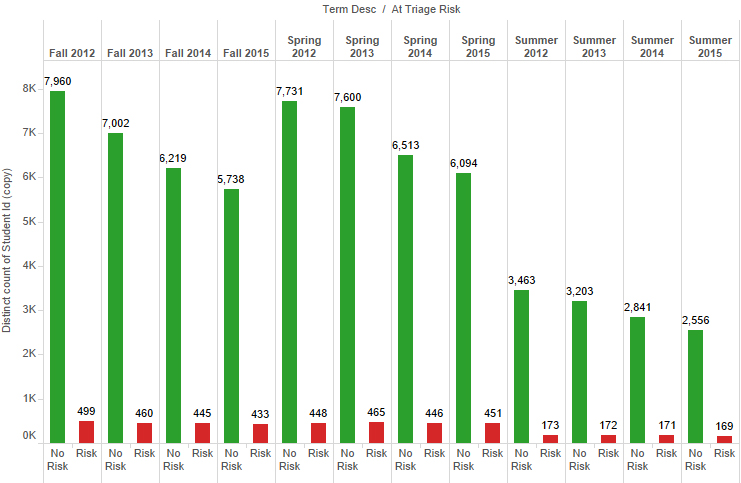 Term Desc / At Triage Risk
Fall 2012 Fall 2013 Fall 2014 Fall 2015 Spring 2012 Spring 2013 Spring 2014 Spring 2015 Summer 2012 Summer 2013 Summer 2014 Summer 2015
Distinct count of Student Id (copy)
8K
7K
6K
5K
4K
3K
2K
1K
0K
7,960 499 7,002 460 6,219 445 5,738 433 7,731 448 7,600 465 6,513 446 6,094 451 3,463 173 3,203 172 2,841 171 2,556 169
No Risk Risk No Risk Risk No Risk Risk No Risk Risk No Risk Risk No Risk Risk No Risk Risk No Risk Risk No Risk Risk No Risk Risk No Risk Risk No Risk Risk